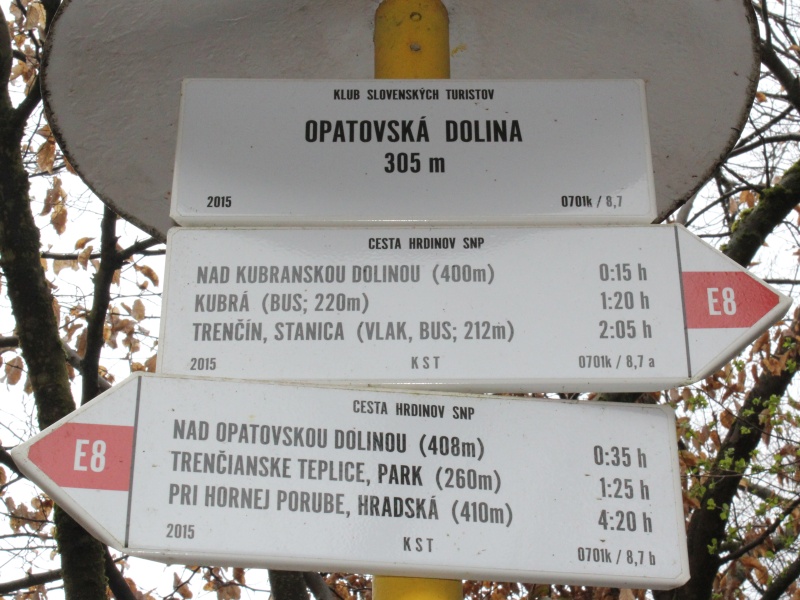 KLUB SLOVENSKÝCH TURISTOV
OPATOVSKÁ DOLINA
305 m
2015 0701k / 8,7
CESTA HRDINOV SNP
NAD KUBRANSKOU DOLINOU (400m) 0:15 h
KUBRÁ (BUS; 220m) 1:20 h
TRENČÍN, STANICA (VLAK, BUS; 212m) 2:05 h
E8
2015 KST 0701k / 8,7 a
CESTA HRDINOV SNP
NAD OPATOVSKOU DOLINOU (408m) 0:35 h
E8
TRENČIANSKE TEPLICE, PARK (260m) 1:25 h
PRI HORNEJ PORUBE, HRADSKÁ (410m) 4:20 h
2015 KST 0701k / 8,7 b